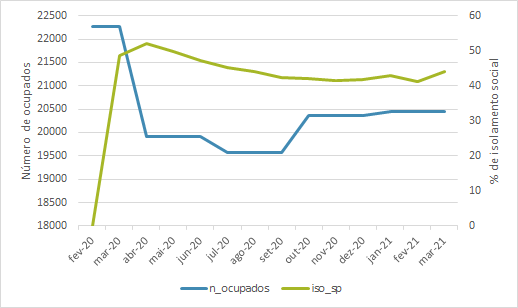 22500
22000
21500
21000
20500
20000
19500
19000
18500
18000
Número de ocupados
60
50
40
30
20
10
0
% de isolamento social
fev-20
mar-20
abr-20
mai-20
jun-20
jul-20
ago-20
set-20
out-20
nov-20
dez-20
jan-21
fev-21
mar-21
n_ocupados iso_sp